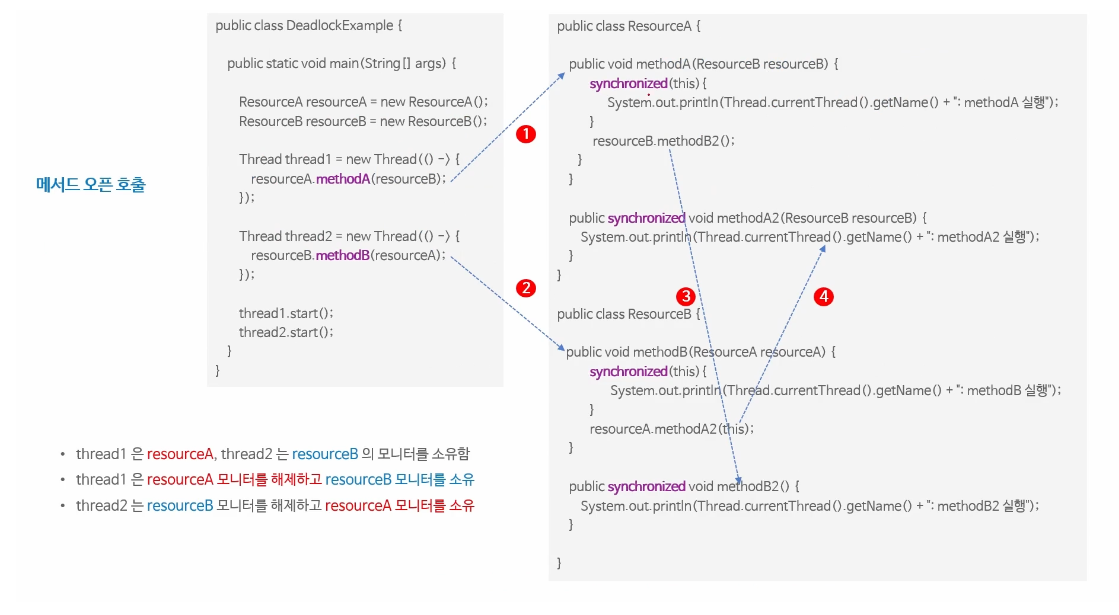 메서드 오픈 호출
public class DeadlockExample {
public static void main(String[] args) {
ResourceA resourceA = new ResourceA();
ResourceB resourceB = new ResourceB();
Thread thread1 = new Thread(() -> {
resourceA.methodA(resourceB);
});
Thread thread2 = new Thread(() -> {
resourceB.methodB(resourceA);
});
thread1.start();
thread2.start();
}
}
1
2
public class ResourceA {
public void methodA(ResourceB resourceB) {
synchronized(this){
System.out.println(Thread.currentThread().getName() + ": methodA 실행");
}
resourceB.methodB2();
}
}
public synchronized void methodA2(ResourceB resourceB) {
System.out.println(Thread.currentThread().getName() + ": methodA2 실행");
}
}
3
4
public class ResourceB {
public void methodB(ResourceA resourceA) {
synchronized(this){
System.out.println(Thread.currentThread().getName() + ": methodB 실행");
}
resourceA.methodA2(this);
}
public synchronized void methodB2() {
System.out.println(Thread.currentThread().getName() + ": methodB2 실행");
}
}
• thread1 은 resourceA, thread2 는 resourceB 의 모니터를 소유함
• thread1 은 resourceA 모니터를 해제하고 resourceB 모니터를 소유
• thread2 는 resourceB 모니터를 해제하고 resourceA 모니터를 소유